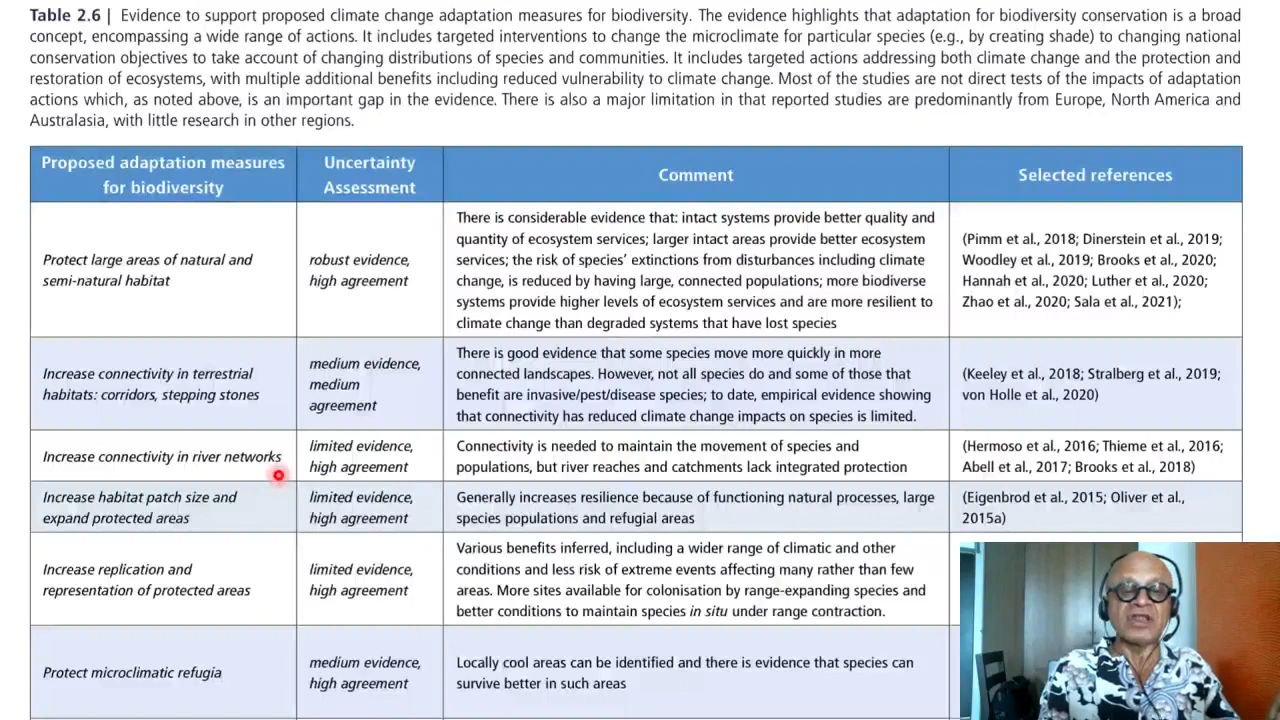 Table 2.6 | Evidence to support proposed climate change adaptation measures for biodiversity. The evidence highlights that adaptation for biodiversity conservation is a broad
concept, encompassing a wide range of actions. It includes targeted interventions to change the microclimate for particular species (e.g., by creating shade) to changing national
conservation objectives to take account of changing distributions of species and communities. It includes targeted actions addressing both climate change and the protection and
restoration of ecosystems, with multiple additional benefits including reduced vulnerability to climate change. Most of the studies are not direct tests of the impacts of adaptation
actions which, as noted above, is an important gap in the evidence. There is also a major limitation in that reported studies are predominantly from Europe, North America and
Australasia, with little research in other regions.
Proposed adaptation measures
for biodiversity
Uncertainty
Assessment
Comment
Selected references
Protect large areas of natural and
semi-natural habitat
robust evidence,
high agreement
There is considerable evidence that: intact systems provide better quality and
quantity of ecosystem services; larger intact areas provide better ecosystem
services; the risk of species' extinctions from disturbances including climate
change, is reduced by having large, connected populations; more biodiverse
systems provide higher levels of ecosystem services and are more resilient to
climate change than degraded systems that have lost species
(Pimm et al., 2018; Dinerstein et al., 2019;
Woodley et al., 2019; Brooks et al., 2020;
Hannah et al., 2020; Luther et al., 2020;
Zhao et al., 2020; Sala et al., 2021);
Increase connectivity in terrestrial
habitats: corridors, stepping stones
medium evidence,
medium
agreement
There is good evidence that some species move more quickly in more
connected landscapes. However, not all species do and some of those that
benefit are invasive/pest/disease species; to date, empirical evidence showing
that connectivity has reduced climate change impacts on species is limited.
(Keeley et al., 2018; Stralberg et al., 2019;
von Holle et al., 2020)
Increase connectivity in river networks
limited evidence,
high agreement
Connectivity is needed to maintain the movement of species and
populations, but river reaches and catchments lack integrated protection
(Hermoso et al., 2016; Thieme et al., 2016;
Abell et al., 2017; Brooks et al., 2018)
Increase habitat patch size and
expand protected areas
limited evidence,
high agreement
Generally increases resilience because of functioning natural processes, large
species populations and refugial areas
(Eigenbrod et al., 2015; Oliver et al.,
2015a)
Increase replication and
representation of protected areas
limited evidence,
high agreement
Various benefits inferred, including a wider range of climatic and other
conditions and less risk of extreme events affecting many rather than few
areas. More sites available for colonisation by range-expanding species and
better conditions to maintain species in situ under range contraction.
Protect microclimatic refugia
medium evidence,
high agreement
Locally cool areas can be identified and there is evidence that species can
survive better in such areas